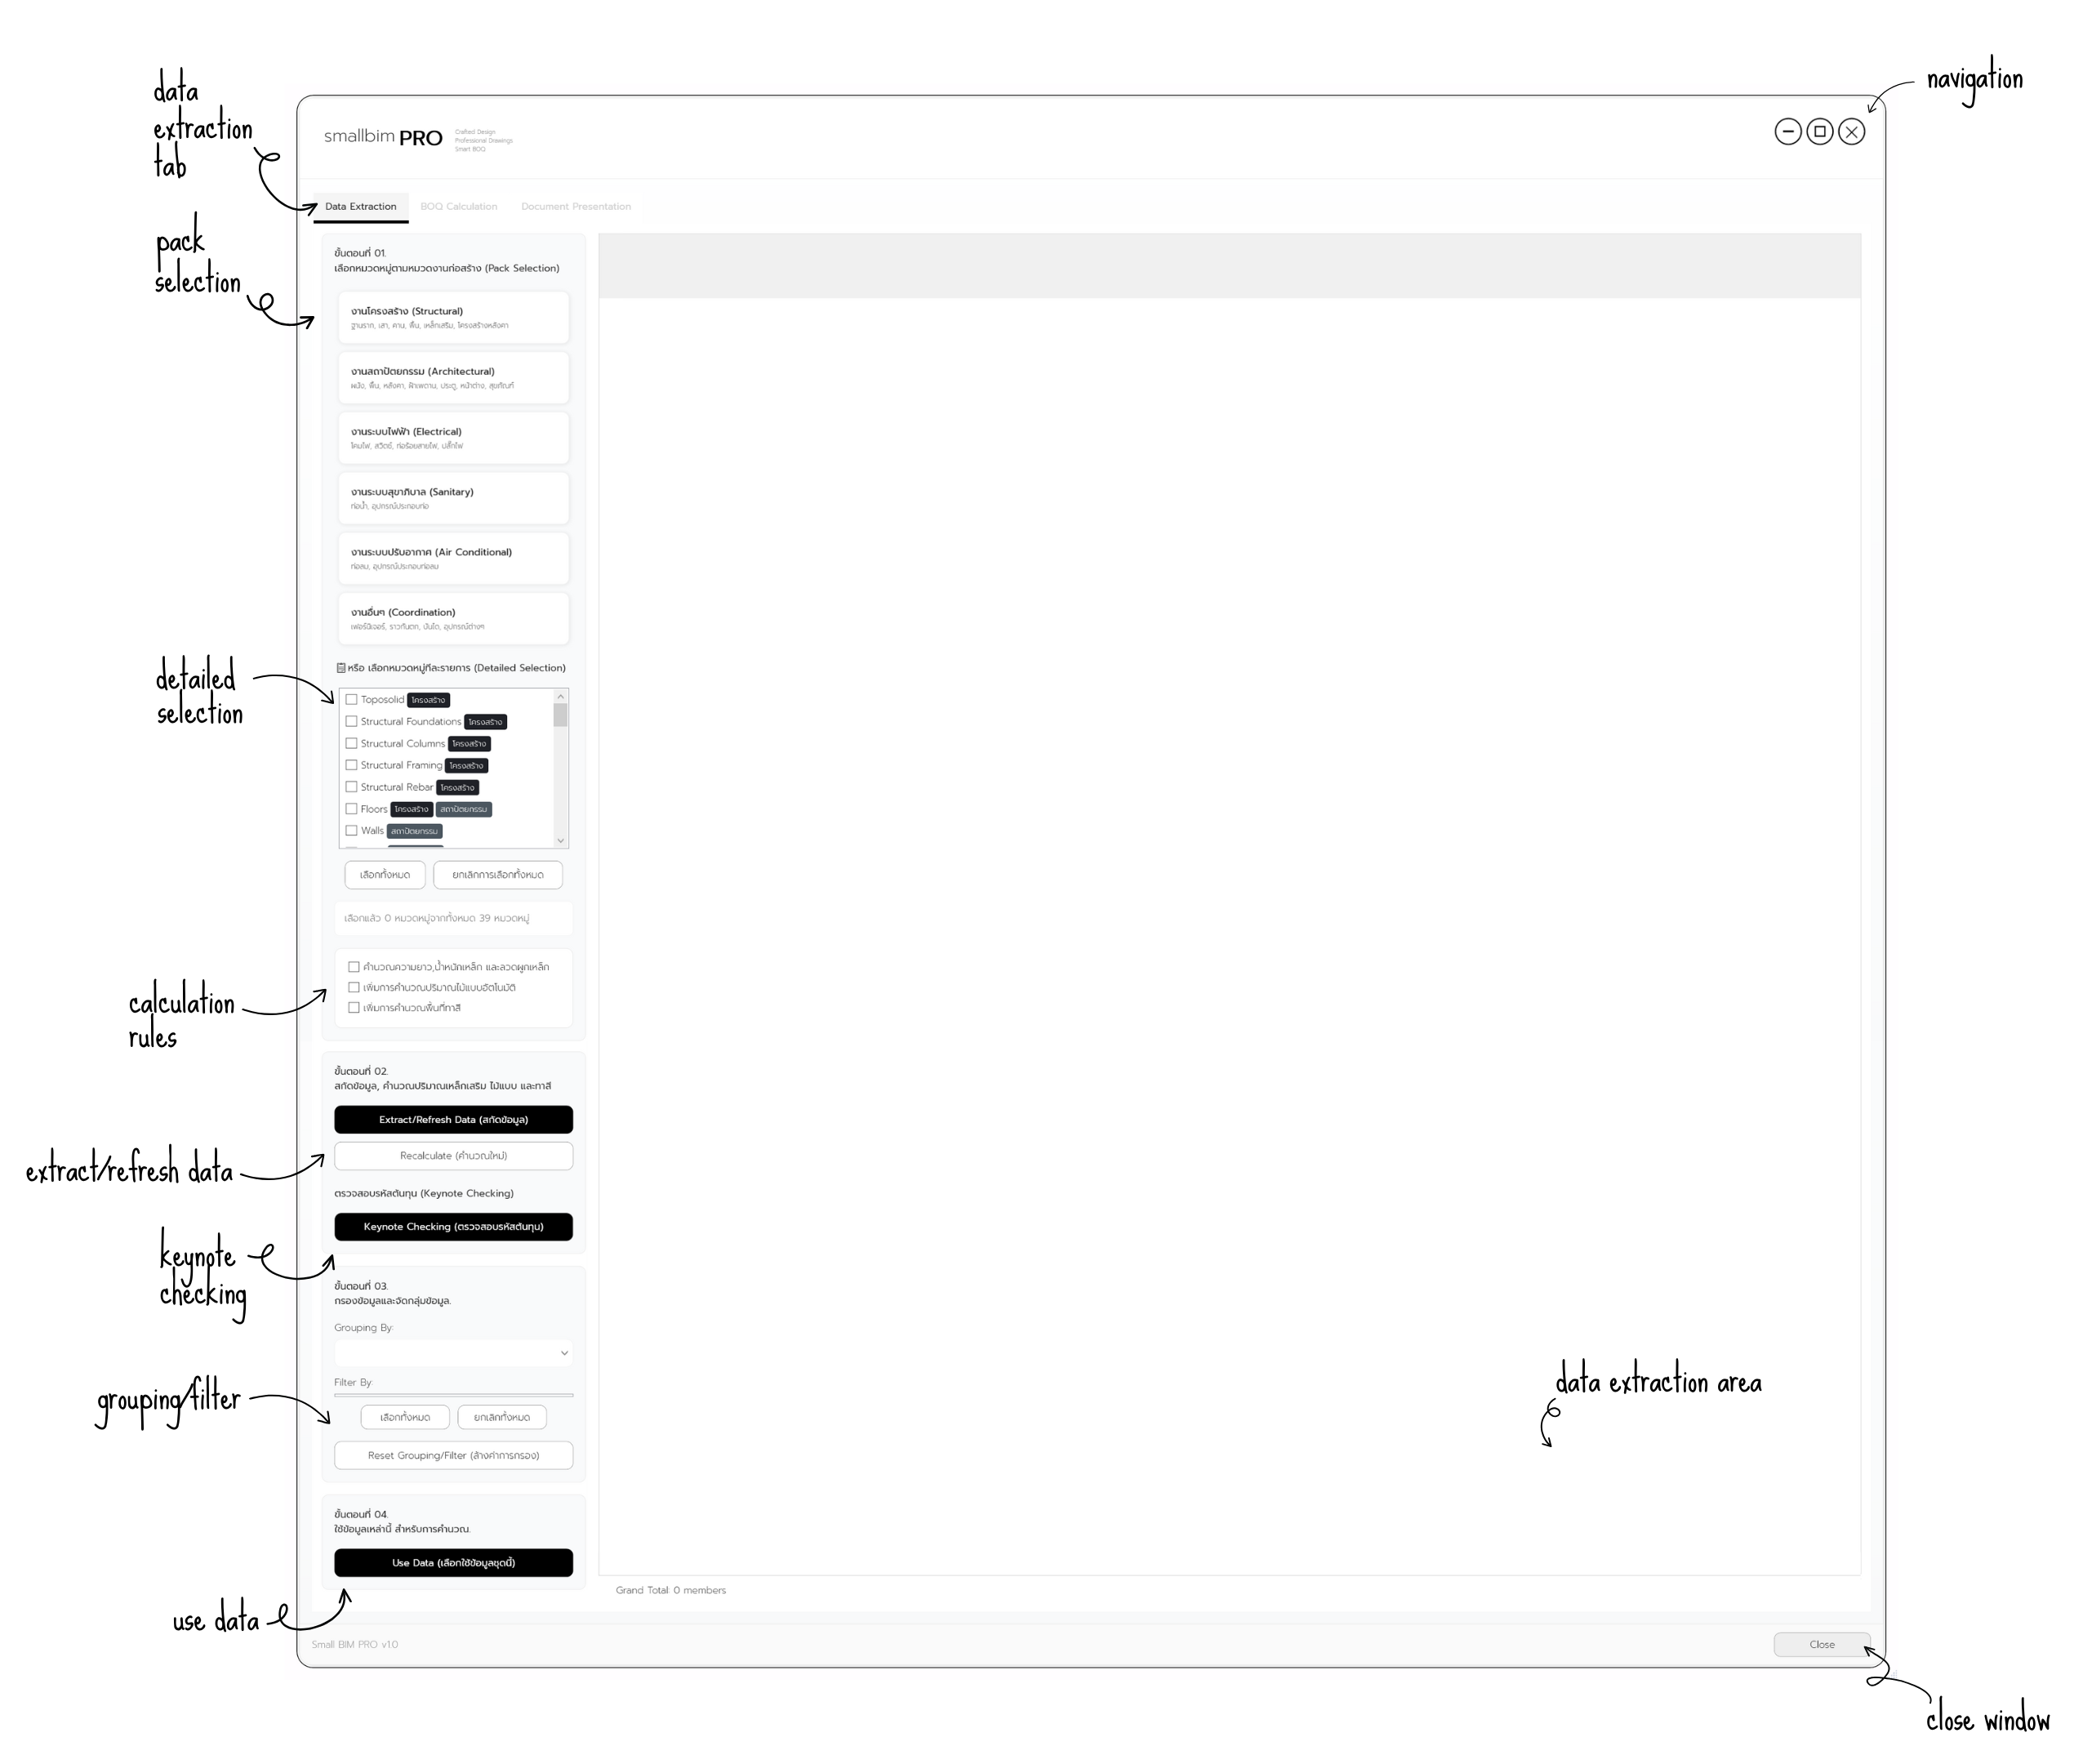 data
extraction
tab
navigation
smallbim PRO
Crafted Design
Professional Drawings
Smart BOQ
Data Extraction
BOQ Calculation
Document Presentation
pack
selection
ขั้นตอนที่ 01.
เลือกหมวดหมู่ตามหมวดงานก่อสร้าง (Pack Selection)
งานโครงสร้าง (Structural)
ฐานราก, เสา, คาน, พื้น, เหล็กเสริม, โครงสร้างหลังคา
งานสถาปัตยกรรม (Architectural)
ผนัง, พื้น, หลังคา, ฝ้าเพดาน, ประตู, หน้าต่าง, สุขภัณฑ์
งานระบบไฟฟ้า (Electrical)
โคมไฟ, สวิตช์, ท่อร้อยสายไฟ, ปลั๊กไฟ
งานระบบสุขาภิบาล (Sanitary)
ท่อน้ำ, อุปกรณ์ประกอบท่อ
งานระบบปรับอากาศ (Air Conditional)
ท่อลม, อุปกรณ์ประกอบท่อลม
งานอื่นๆ (Coordination)
เฟอร์นิเจอร์, ราวกันตก, บันได, อุปกรณ์ต่างๆ
detailed
selection
หรือ เลือกหมวดหมู่ทีละรายการ (Detailed Selection)
Toposolid โครงสร้าง
Structural Foundations โครงสร้าง
Structural Columns โครงสร้าง
Structural Framing โครงสร้าง
Structural Rebar โครงสร้าง
Floors โครงสร้าง สถาปัตยกรรม
Walls สถาปัตยกรรม
เลือกทั้งหมด
ยกเลิกการเลือกทั้งหมด
เลือกแล้ว 0 หมวดหมู่จากทั้งหมด 39 หมวดหมู่
calculation
rules
คำนวณความยาว,น้ำหนักเหล็ก และลวดผูกเหล็ก
เพิ่มการคำนวณปริมาณไม้แบบอัตโนมัติ
เพิ่มการคำนวณพื้นที่ทาสี
ขั้นตอนที่ 02.
สกัดข้อมูล, คำนวณปริมาณเหล็กเสริม ไม้แบบ และทาสี
Extract/Refresh Data (สกัดข้อมูล)
extract/refresh data
Recalculate (คำนวณใหม่)
ตรวจสอบรหัสต้นทุน (Keynote Checking)
Keynote Checking (ตรวจสอบรหัสต้นทุน)
keynote
checking
ขั้นตอนที่ 03.
กรองข้อมูลและจัดกลุ่มข้อมูล.
Grouping By:
Filter By:
grouping/filter
เลือกทั้งหมด
ยกเลิกทั้งหมด
Reset Grouping/Filter (ล้างค่าการกรอง)
data extraction area
ขั้นตอนที่ 04.
ใช้ข้อมูลเหล่านี้ สำหรับการคำนวณ.
Use Data (เลือกใช้ข้อมูลชุดนี้)
Grand Total: 0 members
use data
Small BIM PRO v1.0
Close
close window